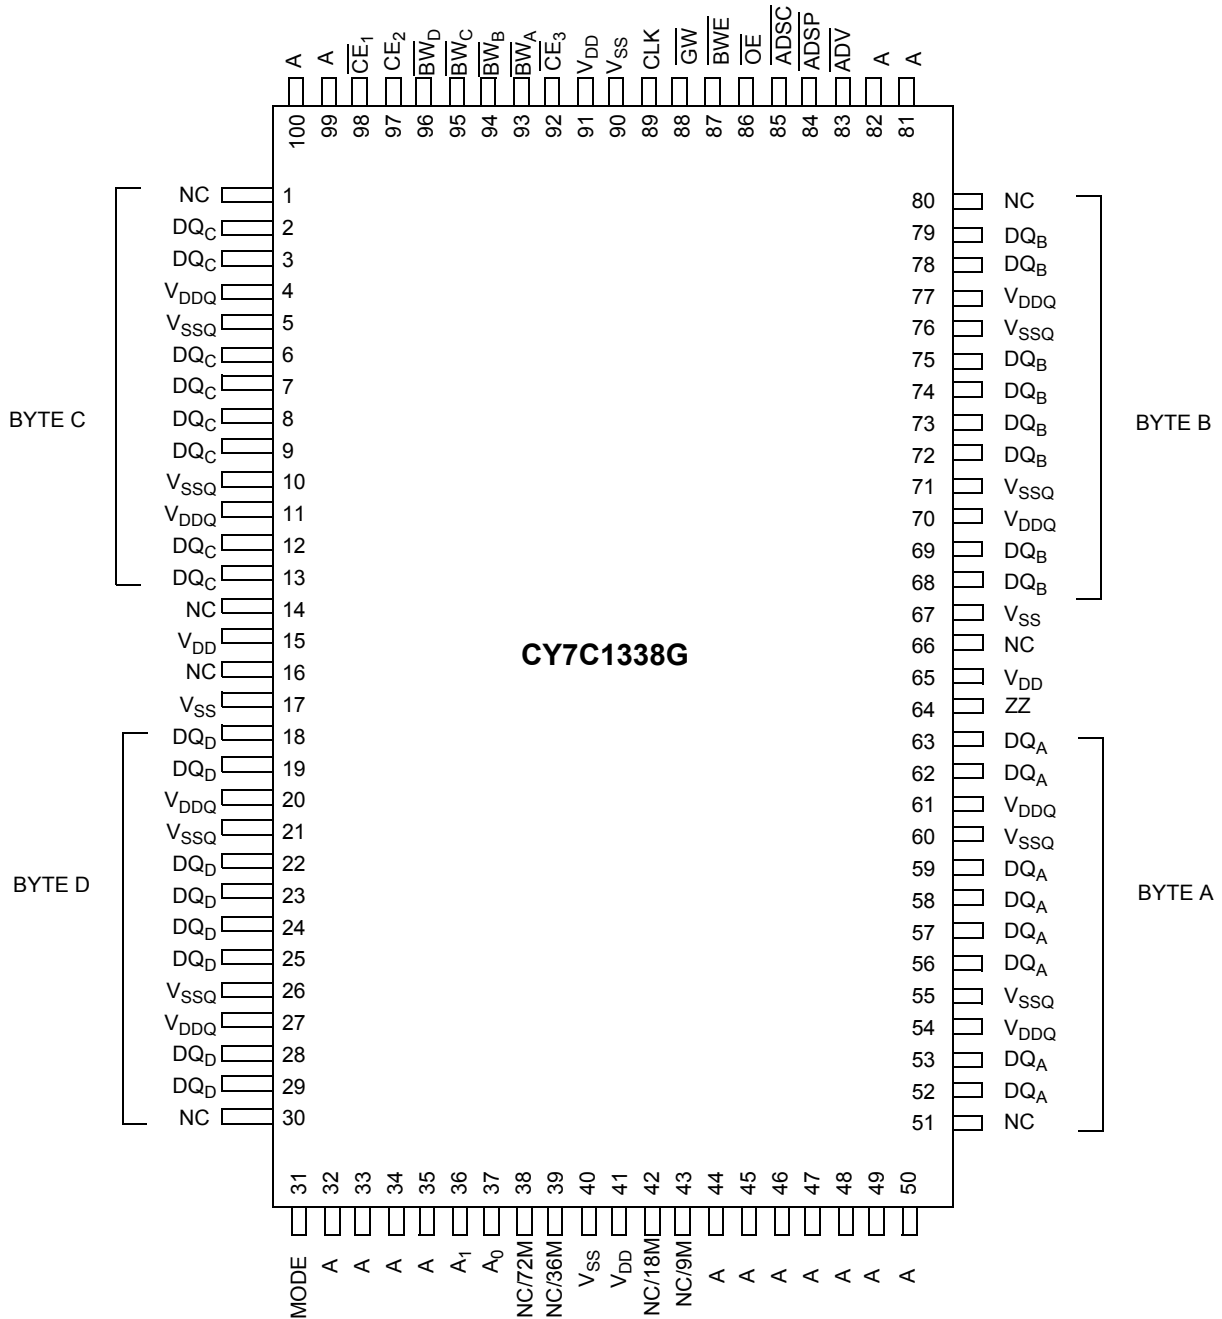 A
A
CE1
CE2
BWD
BWC
BWB
BWA
CE3
VDD
VSS
CLK
GW
BWE
OE
ADSC
ADSP
ADV
A
A
100
99
98
97
96
95
94
93
92
91
90
89
88
87
86
85
84
83
82
81
BYTE C
NC 1
DQC 2
DQC 3
VDDQ 4
VSSQ 5
DQC 6
DQC 7
DQC 8
DQC 9
VSSQ 10
VDDQ 11
DQC 12
DQC 13
NC 14
VDD 15
NC 16
VSS 17
BYTE D
DQD 18
DQD 19
VDDQ 20
VSSQ 21
DQD 22
DQD 23
DQD 24
DQD 25
VSSQ 26
VDDQ 27
DQD 28
DQD 29
NC 30
CY7C1338G
80 NC
79 DQB
78 DQB
77 VDDQ
76 VSSQ
75 DQB
74 DQB
73 DQB
72 DQB
71 VSSQ
70 VDDQ
69 DQB
68 DQB
BYTE B
67 VSS
66 NC
65 VDD
64 ZZ
63 DQA
62 DQA
61 VDDQ
60 VSSQ
59 DQA
58 DQA
57 DQA
56 DQA
55 VSSQ
54 VDDQ
53 DQA
52 DQA
51 NC
BYTE A
31
32
33
34
35
36
37
38
39
40
41
42
43
44
45
46
47
48
49
50
MODE
A
A
A
A
A1
A0
NC/72M
NC/36M
VSS
VDD
NC/18M
NC/9M
A
A
A
A
A
A
A